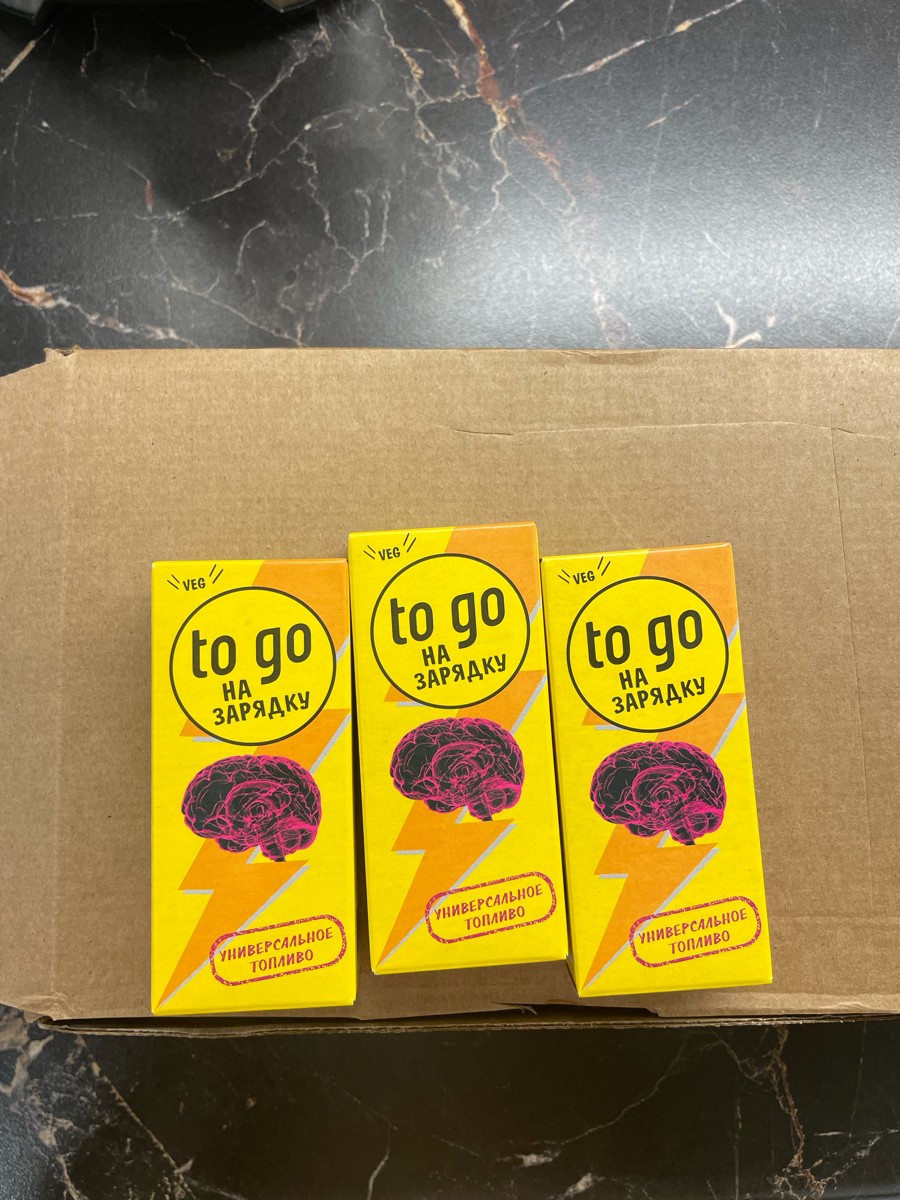 VEG
to go
НА
ЗАРЯДКУ
УНИВЕРСАЛЬНОЕ
ТОПЛИВО
VEG
to go
НА
ЗАРЯДКУ
УНИВЕРСАЛЬНОЕ
ТОПЛИВО
VEG
to go
НА
ЗАРЯДКУ
УНИВЕРСАЛЬНОЕ
ТОПЛИВО